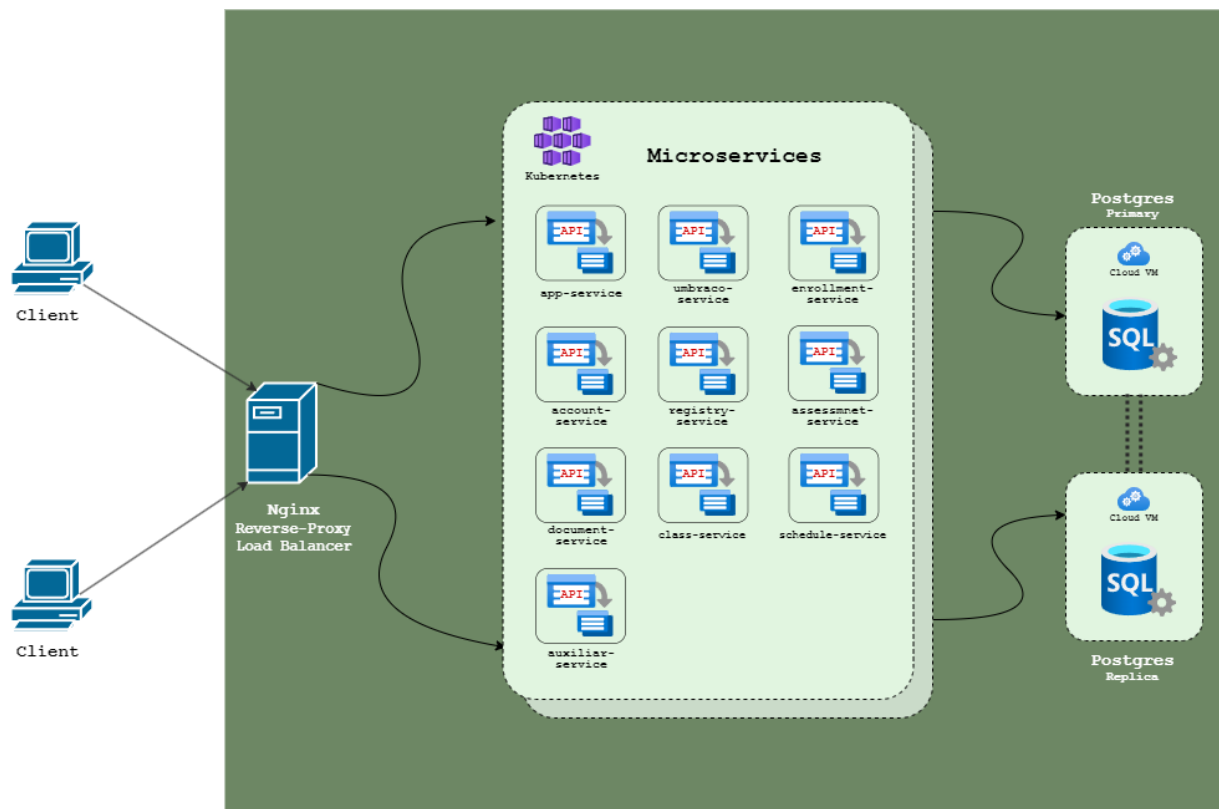 Microservices
Kubernetes
API
API
API
app-service
umbraco-
service
enrollment-
service
API
API
API
account-
service
registry-
service
assessmnet-
service
API
API
API
document-
service
class-service
schedule-service
API
auxiliar-
service
Client
Client
Nginx
Reverse-Proxy
Load Balancer
Postgres
Primary
Cloud VM
SQL
Cloud VM
SQL
Postgres
Replica